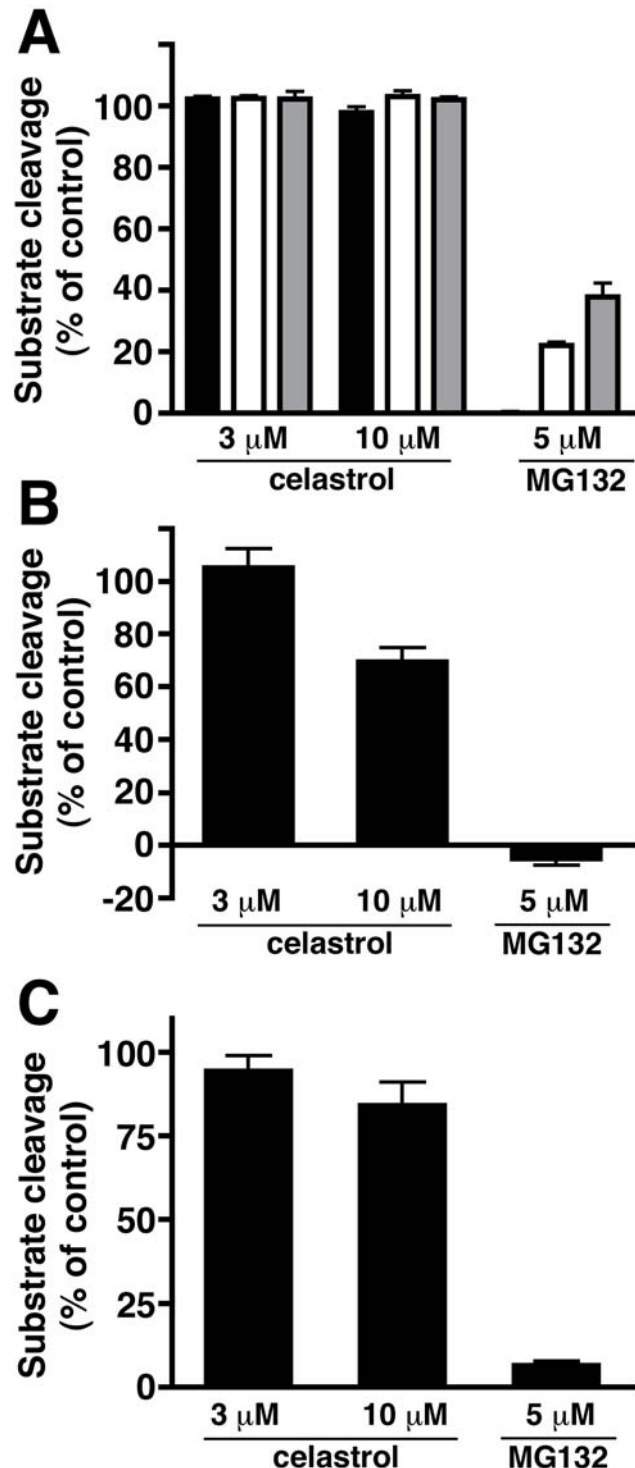 A
Substrate cleavage
(% of control)
100
80
60
40
20
0
3 μM 10 μM 5 μM
celastrol MG132
B
Substrate cleavage
(% of control)
100
80
60
40
20
0
-20
3 μM 10 μM 5 μM
celastrol MG132
C
Substrate cleavage
(% of control)
100
75
50
25
0
3 μM 10 μM 5 μM
celastrol MG132